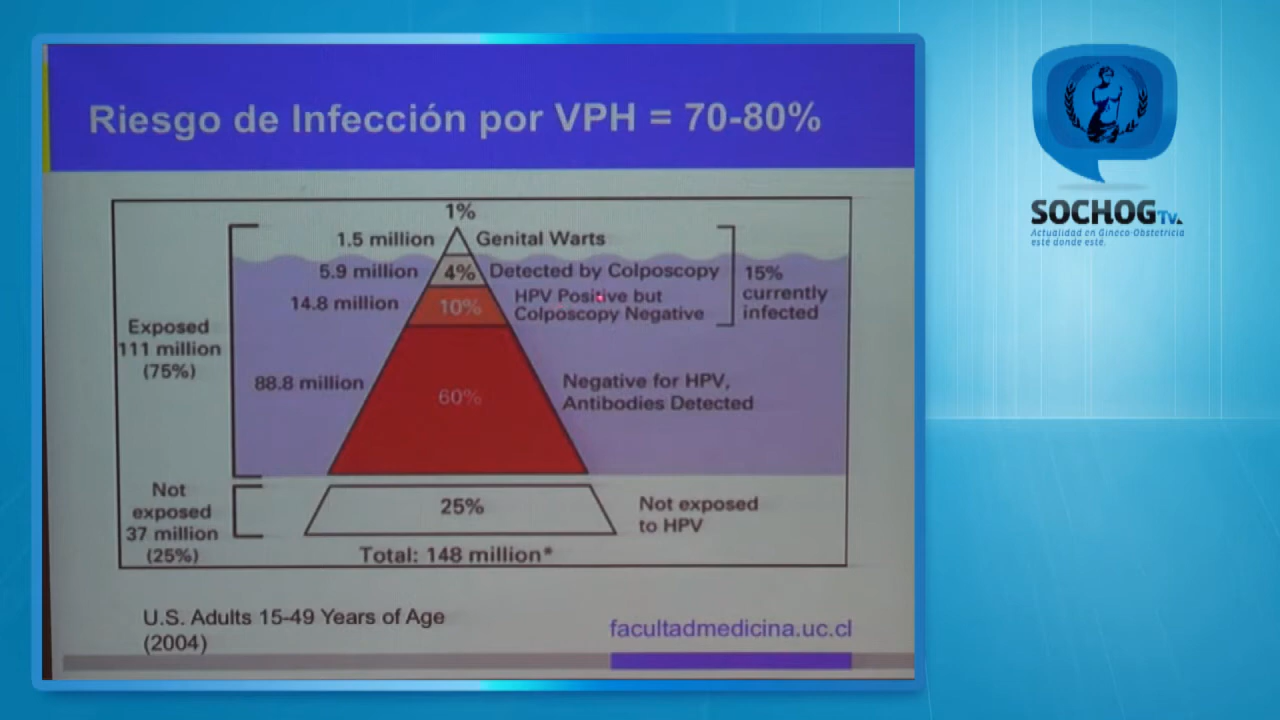 Riesgo de Infección por VPH = 70-80%
1%
1.5 million
Genital Warts
5.9 million
4%
Detected by Colposcopy
14.8 million
10%
HPV Positive but
Colposcopy Negative
15%
currently
infected
Exposed
111 million
(75%)
88.8 million
60%
Negative for HPV,
Antibodies Detected
Not
exposed
37 million
(25%)
25%
Not exposed
to HPV
Total: 148 million*
U.S. Adults 15-49 Years of Age
(2004)
facultadmedicina.uc.cl
SOCHOG Tv.
Actualidad en Gineco-Obstetricia
esté donde esté.